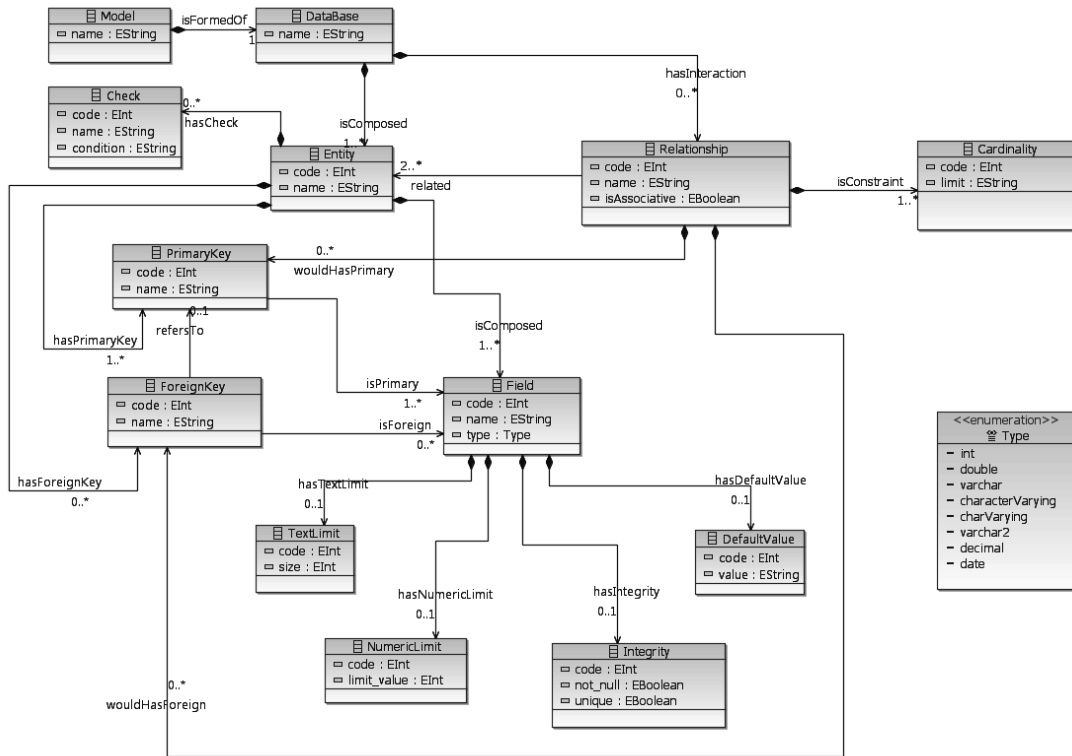 Model
name : EString
isFormedOf
1
DataBase
name : EString
hasInteraction
0..*
Check
code : EInt
name : EString
condition : EString
0..*
hasCheck
isComposed
1..*
Entity
code : EInt
name : EString
2..*
related
Relationship
code : EInt
name : EString
isAssociative : EBoolean
isConstraint
1..*
Cardinality
code : EInt
limit : EString
PrimaryKey
code : EInt
name : EString
0..*
wouldHasPrimary
0..1
refersTo
hasPrimaryKey
1..*
isComposed
1..*
ForeignKey
code : EInt
name : EString
isPrimary
1..*
isForeign
0..*
Field
code : EInt
name : EString
type : Type
<<enumeration>>
Type
int
double
varchar
characterVarying
charVarying
varchar2
decimal
date
hasForeignKey
0..*
hasTextLimit
0..1
hasDefaultValue
0..1
TextLimit
code : EInt
size : EInt
DefaultValue
code : EInt
value : EString
hasNumericLimit
0..1
hasIntegrity
0..1
NumericLimit
code : EInt
limit_value : EInt
Integrity
code : EInt
not_null : EBoolean
unique : EBoolean
0..*
wouldHasForeign